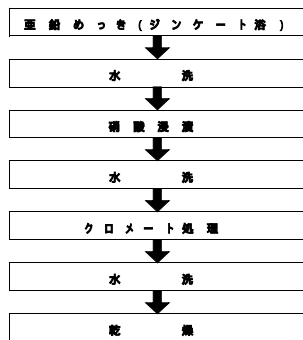 亜鉛めっき(ジンケート浴)
水洗
硝酸浸漬
水洗
クロメート処理
水洗
乾燥